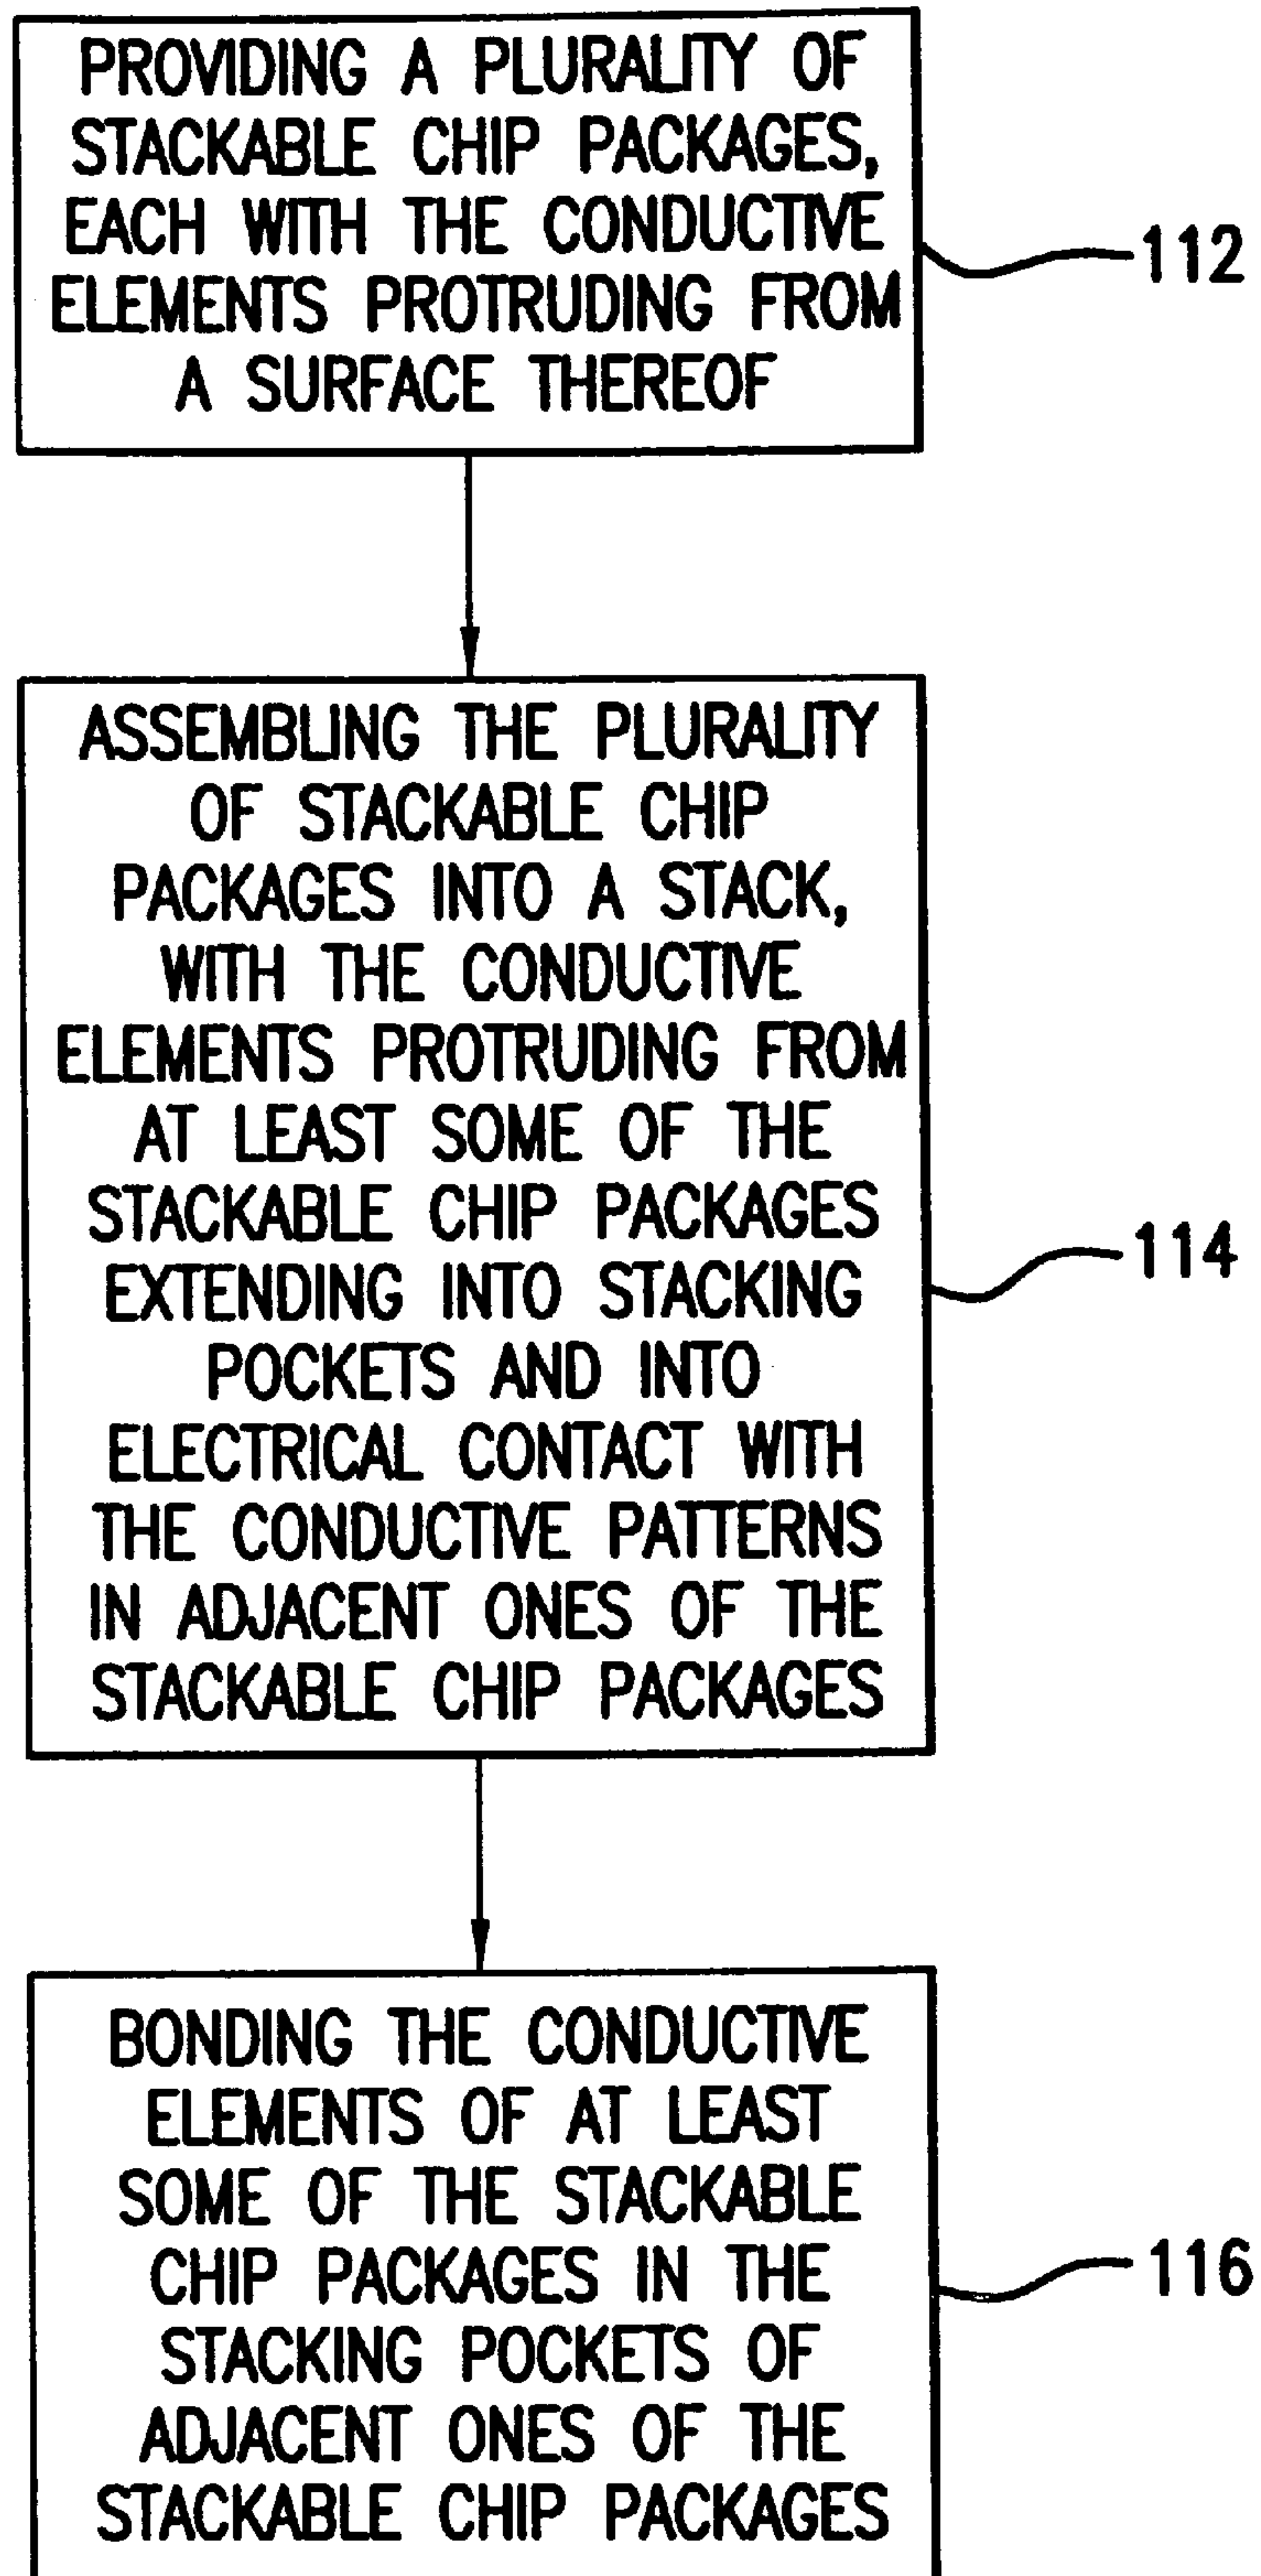 PROVIDING A PLURALITY OF
STACKABLE CHIP PACKAGES,
EACH WITH THE CONDUCTIVE
ELEMENTS PROTRUDING FROM
A SURFACE THEREOF
112
ASSEMBLING THE PLURALITY
OF STACKABLE CHIP
PACKAGES INTO A STACK,
WITH THE CONDUCTIVE
ELEMENTS PROTRUDING FROM
AT LEAST SOME OF THE
STACKABLE CHIP PACKAGES
EXTENDING INTO STACKING
POCKETS AND INTO
ELECTRICAL CONTACT WITH
THE CONDUCTIVE PATTERNS
IN ADJACENT ONES OF THE
STACKABLE CHIP PACKAGES
114
BONDING THE CONDUCTIVE
ELEMENTS OF AT LEAST
SOME OF THE STACKABLE
CHIP PACKAGES IN THE
STACKING POCKETS OF
ADJACENT ONES OF THE
STACKABLE CHIP PACKAGES
116